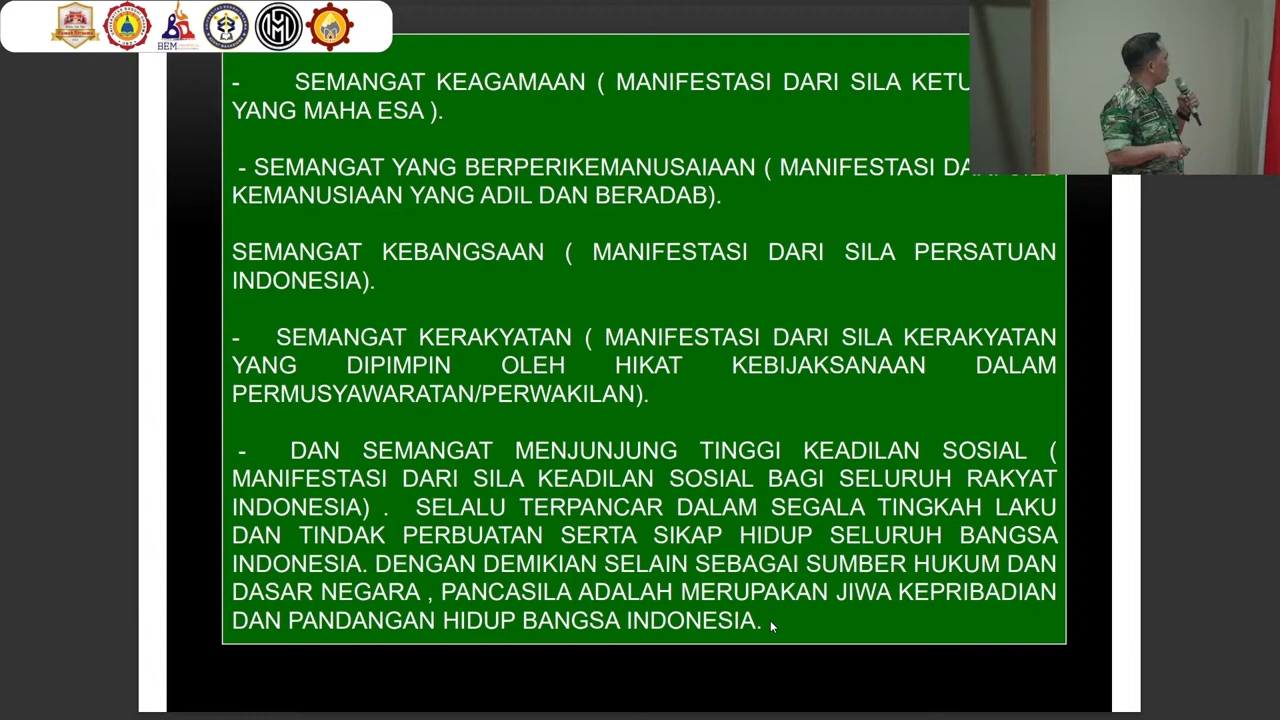 BEM
- SEMANGAT KEAGAMAAN ( MANIFESTASI DARI SILA
YANG MAHA ESA ).
- SEMANGAT YANG BERPERIKEMANUSAIAAN ( MANIFESTASI
KEMANUSIAAN YANG ADIL DAN BERADAB).
SEMANGAT KEBANGSAAN ( MANIFESTASI DARI SILA PERSATUAN
INDONESIA).
- SEMANGAT KERAKYATAN ( MANIFESTASI DARI SILA KERAKYATAN
YANG DIPIMPIN OLEH HIKAT KEBIJAKSANAAN DALAM
PERMUSYAWARATAN/PERWAKILAN).
- DAN SEMANGAT MENJUNJUNG TINGGI KEADILAN SOSIAL (
MANIFESTASI DARI SILA KEADILAN SOSIAL BAGI SELURUH RAKYAT
INDONESIA) . SELALU TERPANCAR DALAM SEGALA TINGKAH LAKU
DAN TINDAK PERBUATAN SERTA SIKAP HIDUP SELURUH BANGSA
INDONESIA. DENGAN DEMIKIAN SELAIN SEBAGAI SUMBER HUKUM DAN
DASAR NEGARA , PANCASILA ADALAH MERUPAKAN JIWA KEPRIBADIAN
DAN PANDANGAN HIDUP BANGSA INDONESIA.